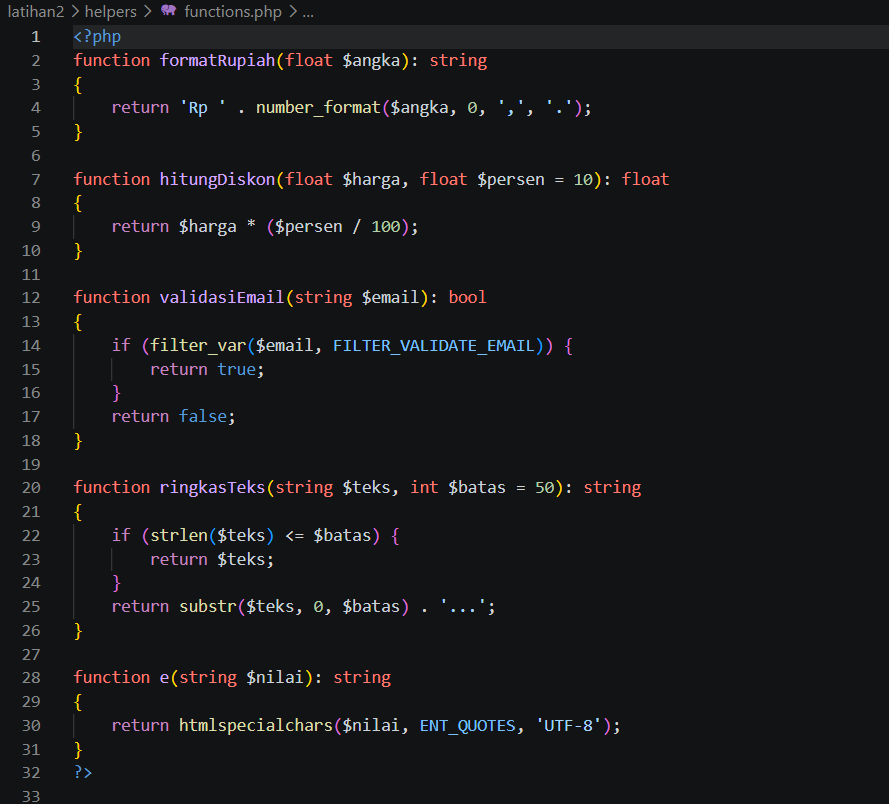 latihan2 > helpers > functions.php > ...
1 <?php
2 function formatRupiah(float $angka): string
3 {
4     return 'Rp ' . number_format($angka, 0, ',', '.');
5 }
6
7 function hitungDiskon(float $harga, float $persen = 10): float
8 {
9     return $harga * ($persen / 100);
10 }
11
12 function validasiEmail(string $email): bool
13 {
14     if (filter_var($email, FILTER_VALIDATE_EMAIL)) {
15         return true;
16     }
17     return false;
18 }
19
20 function ringkasTeks(string $teks, int $batas = 50): string
21 {
22     if (strlen($teks) <= $batas) {
23         return $teks;
24     }
25     return substr($teks, 0, $batas) . '...';
26 }
27
28 function e(string $nilai): string
29 {
30     return htmlspecialchars($nilai, ENT_QUOTES, 'UTF-8');
31 }
32 ?>
33